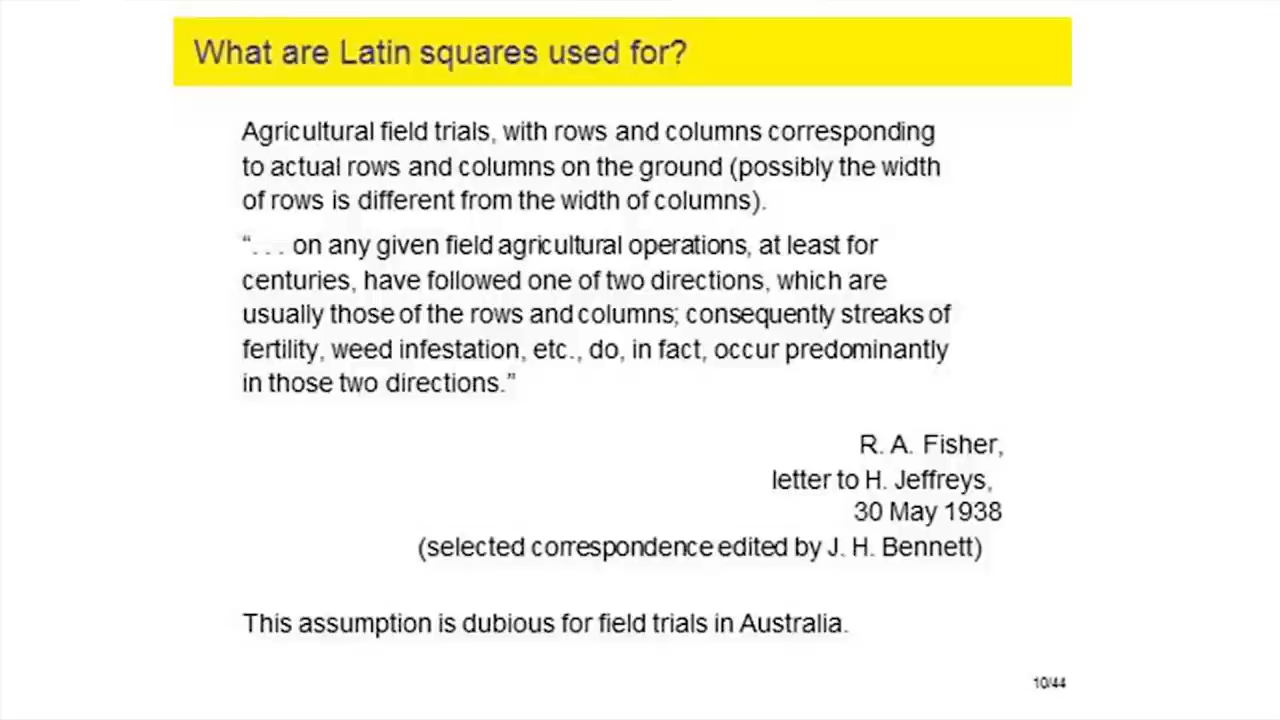 What are Latin squares used for?
Agricultural field trials, with rows and columns corresponding
to actual rows and columns on the ground (possibly the width
of rows is different from the width of columns).
“. . . on any given field agricultural operations, at least for
centuries, have followed one of two directions, which are
usually those of the rows and columns; consequently streaks of
fertility, weed infestation, etc., do, in fact, occur predominantly
in those two directions.”
R. A. Fisher,
letter to H. Jeffreys,
30 May 1938
(selected correspondence edited by J. H. Bennett)
This assumption is dubious for field trials in Australia.
10/44